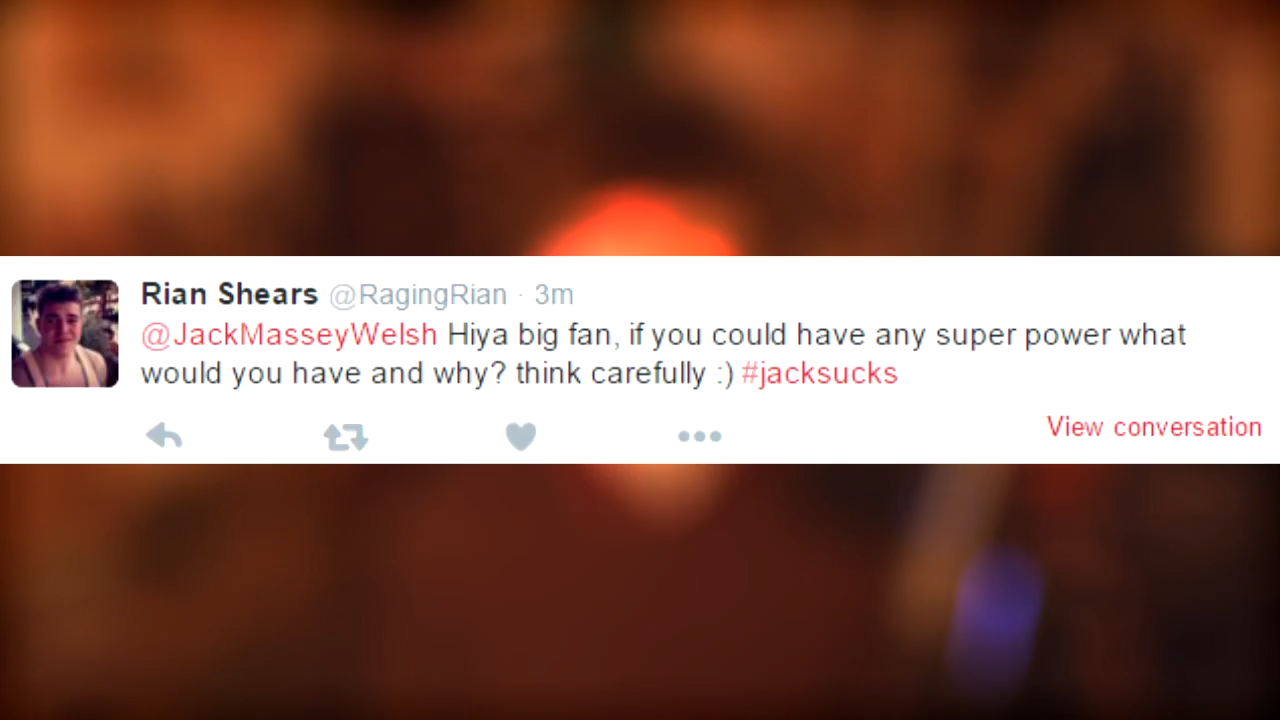 Rian Shears @RagingRian · 3m
@JackMasseyWelsh Hiya big fan, if you could have any super power what
would you have and why? think carefully :) #jacksucks
View conversation